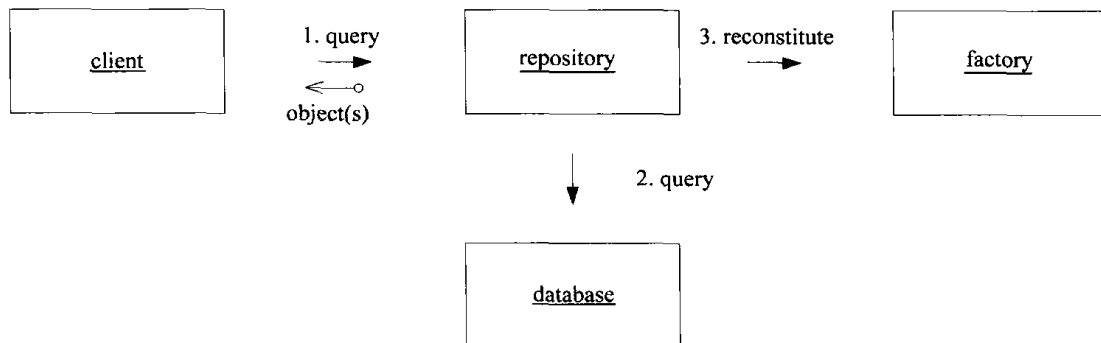 client
1. query
object(s)
repository
3. reconstitute
factory
2. query
database